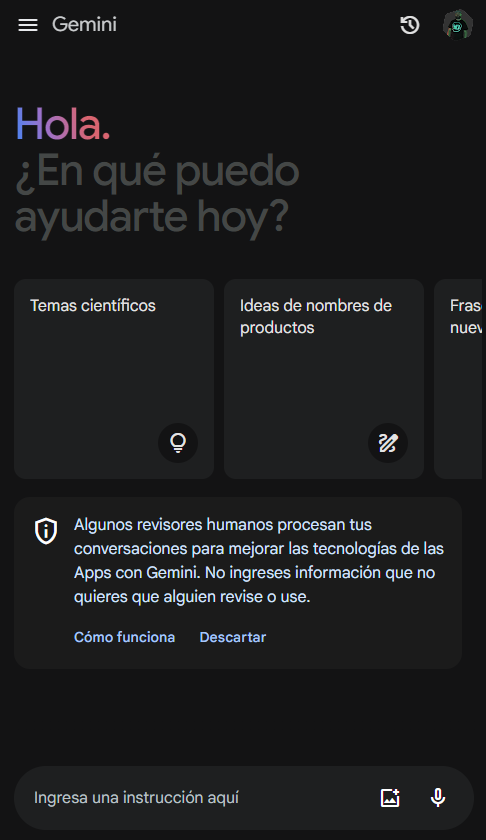 Gemini
Hola.
¿En qué puedo
ayudarte hoy?
Temas científicos
Ideas de nombres de
productos
Algunos revisores humanos procesan tus
conversaciones para mejorar las tecnologías de las
Apps con Gemini. No ingreses información que no
quieres que alguien revise o use.
Cómo funciona
Descartar
Ingresa una instrucción aquí